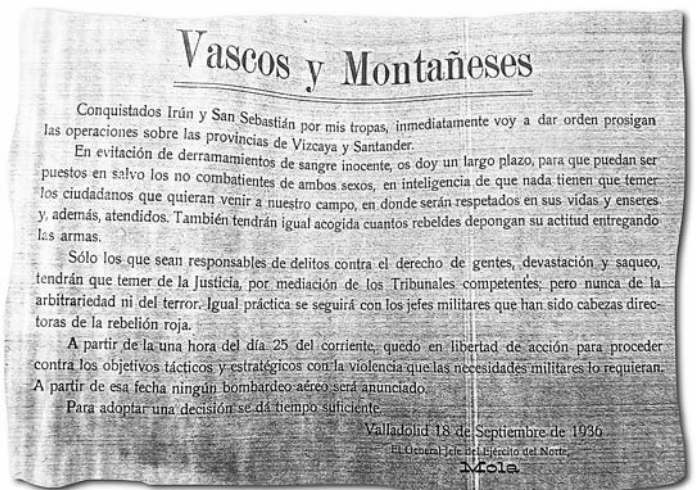 Vascos y Montañeses
Conquistados Irún y San Sebastián por mis tropas, inmediatamente voy a dar orden prosigan
las operaciones sobre las provincias de Vizcaya y Santander.
En evitación de derramamientos de sangre inocente, os doy un largo plazo, para que puedan ser
puestos en salvo los no combatientes de ambos sexos, en inteligencia de que nada tienen que temer
los ciudadanos que quieran venir a nuestro campo, en donde serán respetados en sus vidas y enseres
y, además, atendidos. También tendrán igual acogida cuantos rebeldes depongan su actitud entregando
las armas.
Sólo los que sean responsables de delitos contra el derecho de gentes, devastación y saqueo,
tendrán que temer de la Justicia, por mediación de los Tribunales competentes; pero nunca de la
arbitrariedad ni del terror. Igual práctica se seguirá con los jefes militares que han sido cabezas direc-
toras de la rebelión roja.
A partir de la una hora del día 25 del corriente, quedo en libertad de acción para proceder
contra los objetivos tácticos y estratégicos con la violencia que las necesidades militares lo requieran.
A partir de esa fecha ningún bombardeo aéreo será anunciado.
Para adoptar una decisión se dá tiempo suficiente.
Valladolid 18 de Septiembre de 1936
El General Jefe del Ejército del Norte,
Mola